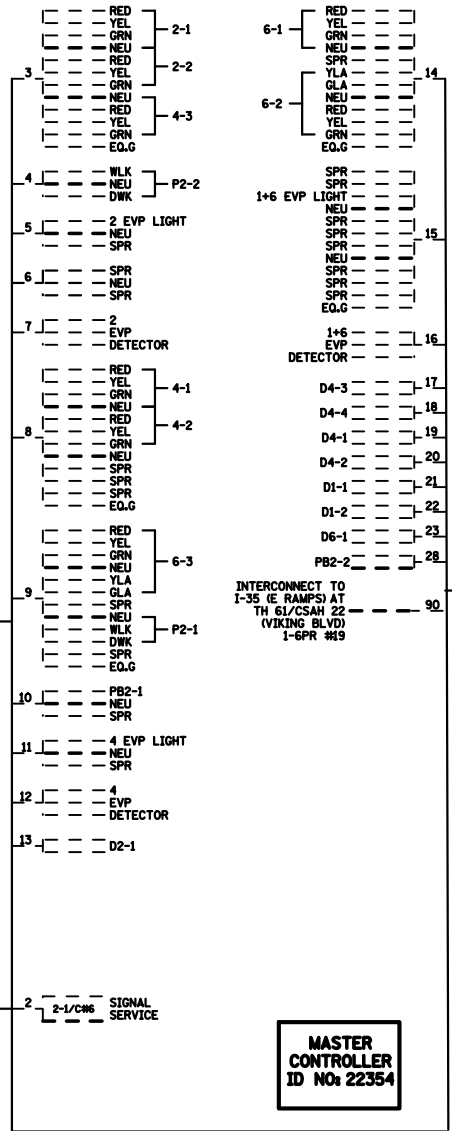 RED
YEL
GRN
NEU
RED
YEL
GRN
NEU
RED
YEL
GRN
EQ.G
2-1
2-2
4-3
3
WLK
NEU
DWK
P2-2
4
2 EVP LIGHT
NEU
SPR
5
SPR
NEU
SPR
6
2
EVP
DETECTOR
7
RED
YEL
GRN
NEU
RED
YEL
GRN
NEU
SPR
SPR
SPR
EQ.G
4-1
4-2
8
RED
YEL
GRN
NEU
YLA
GLA
SPR
NEU
WLK
DWK
SPR
EQ.G
6-3
P2-1
9
PB2-1
NEU
SPR
10
4 EVP LIGHT
NEU
SPR
11
4
EVP
DETECTOR
12
D2-1
13
2
2-1/C#6
SIGNAL
SERVICE
RED
YEL
GRN
NEU
SPR
YLA
GLA
NEU
RED
YEL
GRN
EQ.G
6-1
6-2
14
SPR
SPR
1+6 EVP LIGHT
NEU
SPR
SPR
SPR
NEU
SPR
SPR
SPR
EQ.G
15
1+6
EVP
DETECTOR
16
D4-3 17
D4-4 18
D4-1 19
D4-2 20
D1-1 21
D1-2 22
D6-1 23
PB2-2 28
INTERCONNECT TO
I-35 (E RAMPS) AT
TH 61/CSAH 22
(VIKING BLVD)
1-6PR #19
90
MASTER
CONTROLLER
ID NO: 22354